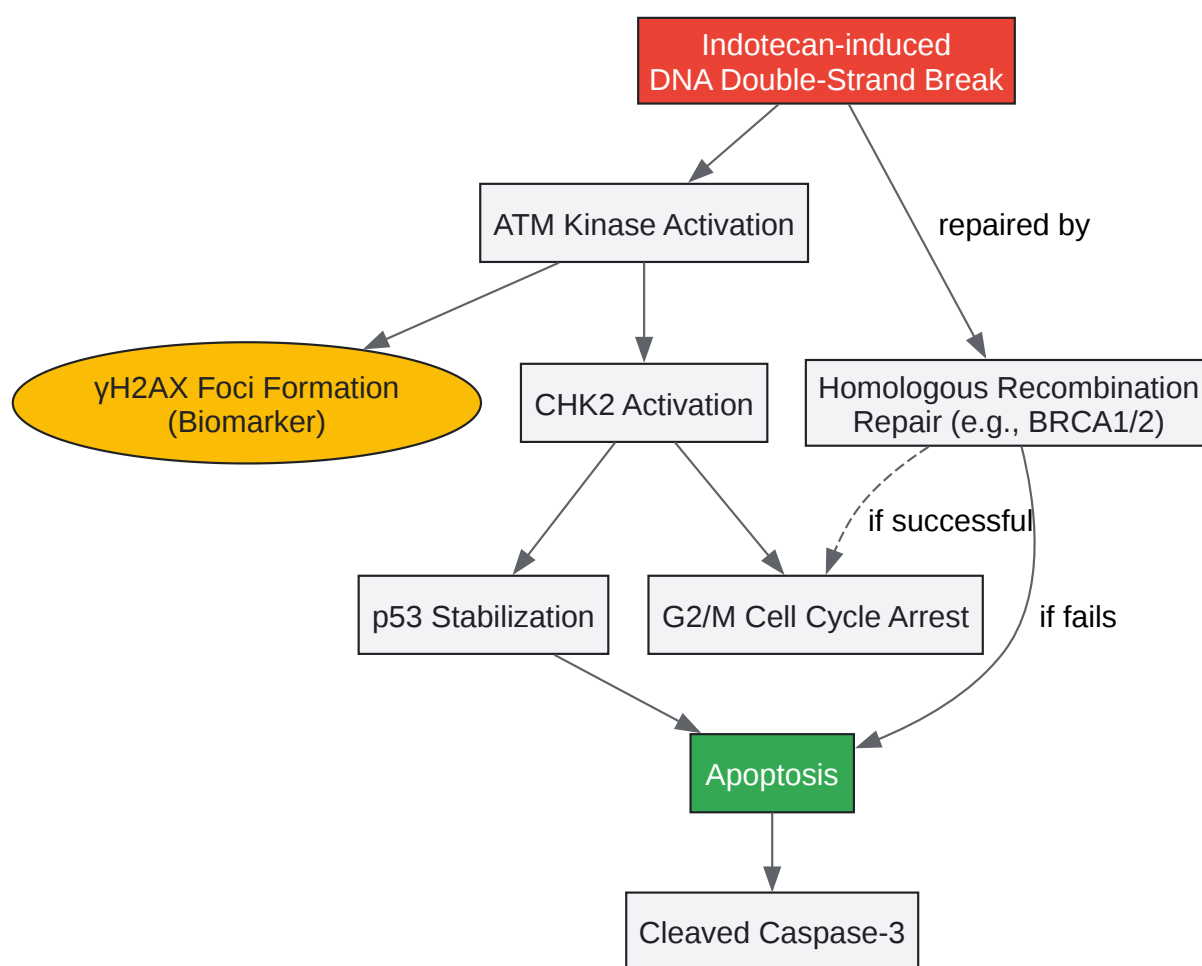 Indotecan-induced
DNA Double-Strand Break
ATM Kinase Activation
repaired by
γH2AX Foci Formation
(Biomarker)
CHK2 Activation
Homologous Recombination
Repair (e.g., BRCA1/2)
if successful
p53 Stabilization
G2/M Cell Cycle Arrest
if fails
Apoptosis
Cleaved Caspase-3